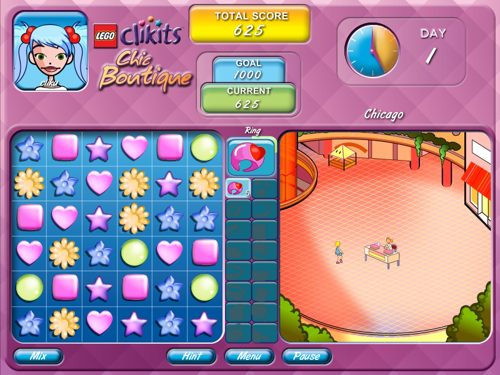 TOTAL SCORE
625
LEGO clikits
Chic
Boutique
GOAL
1000
CURRENT
625
DAY
1
Chicago
Ring
Mix
Hint
Menu
Pause